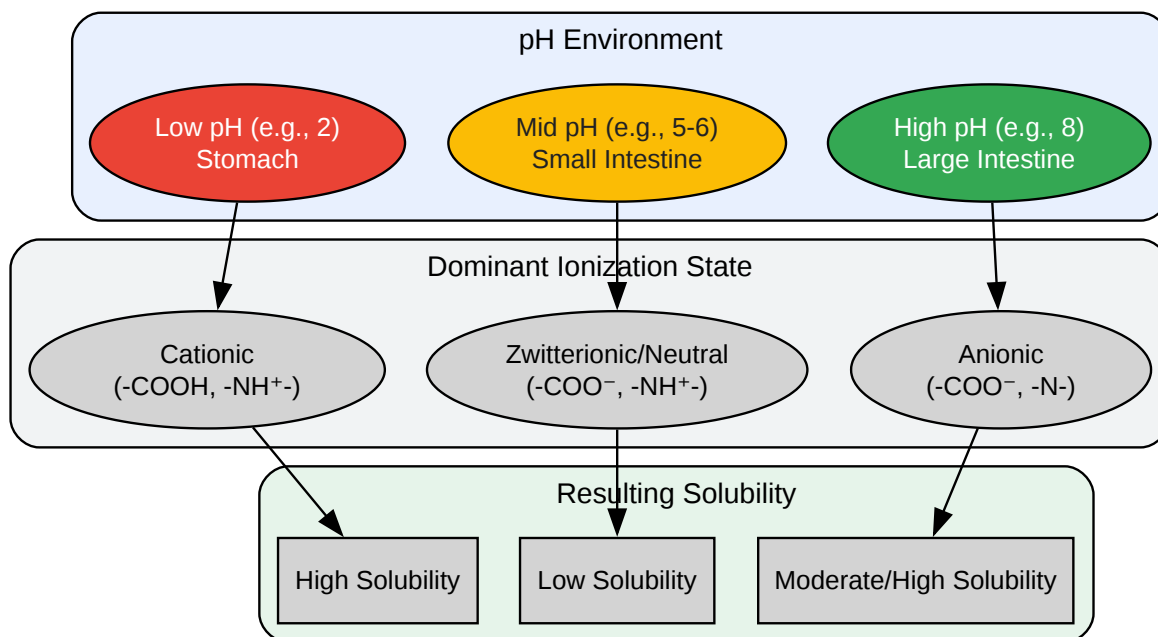 pH Environment
Low pH (e.g., 2)
Stomach
Mid pH (e.g., 5-6)
Small Intestine
High pH (e.g., 8)
Large Intestine
Dominant Ionization State
Cationic
(-COOH, -NH⁺-)
Zwitterionic/Neutral
(-COO⁻, -NH⁺-)
Anionic
(-COO⁻, -N-)
Resulting Solubility
High Solubility
Low Solubility
Moderate/High Solubility